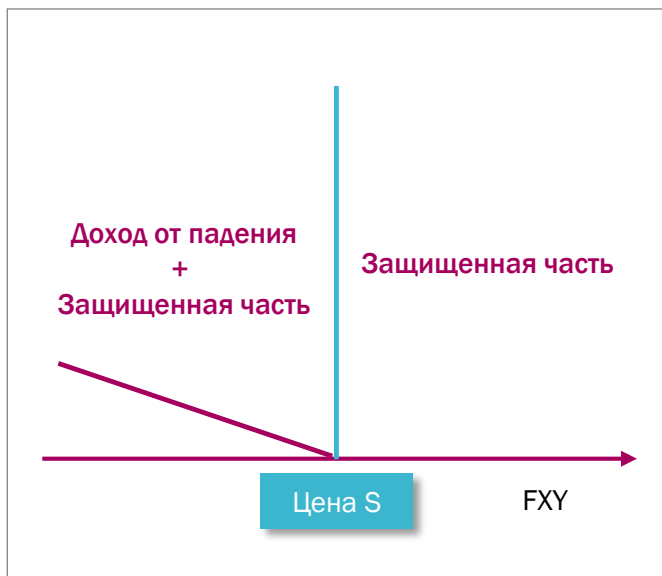 Доход от падения
+
Защищенная часть
Защищенная часть
Цена S
FXY